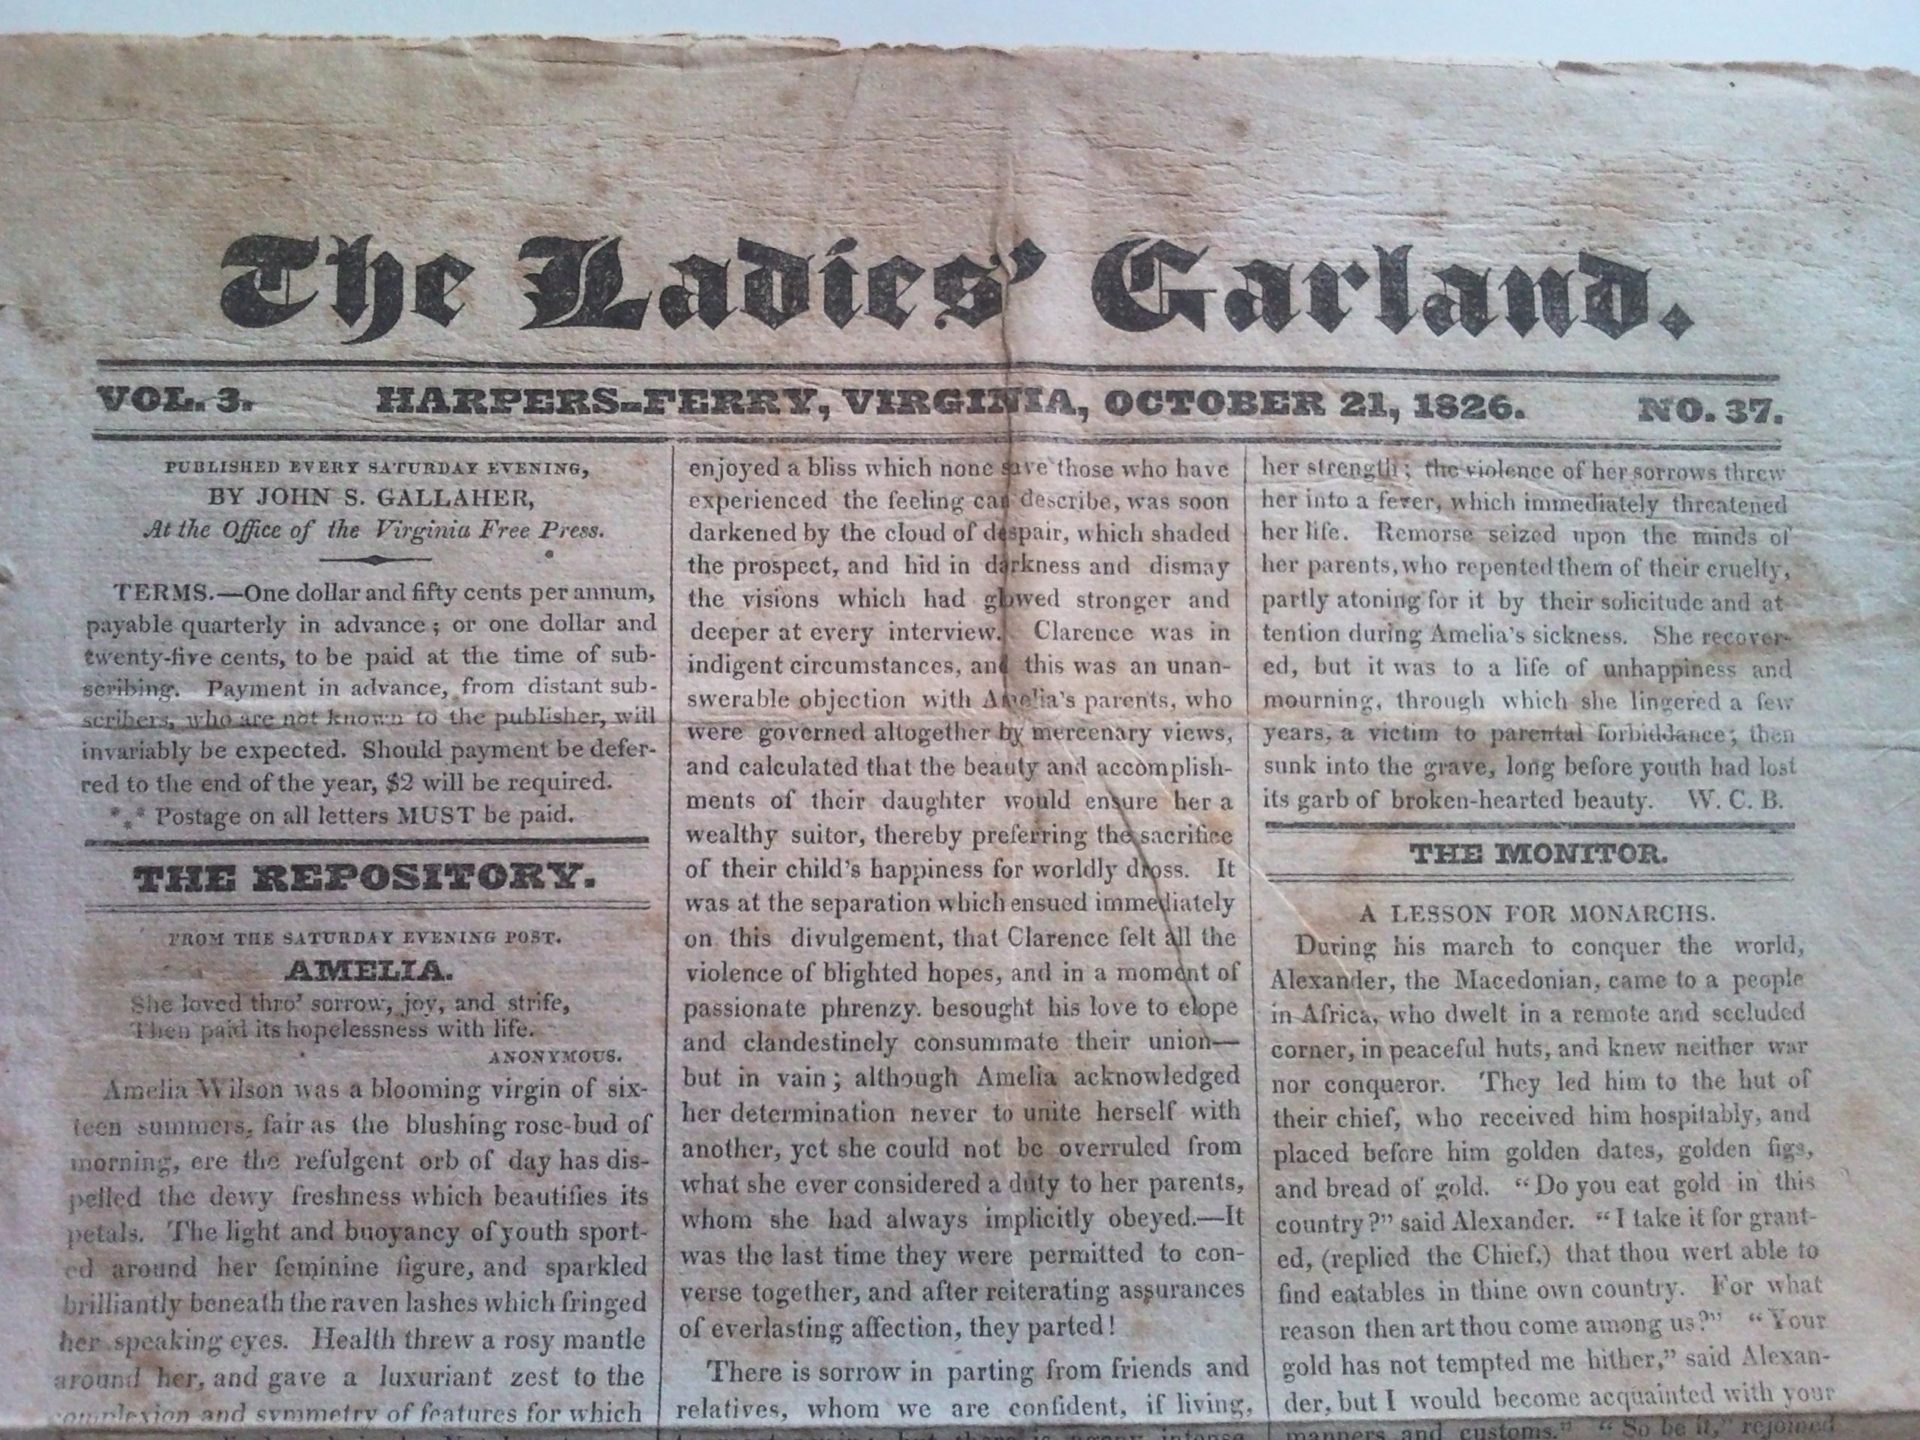 The Ladies' Garland.
VOL. 3. HARPERS-FERRY, VIRGINIA, OCTOBER 21, 1826. NO. 37.
PUBLISHED EVERY SATURDAY EVENING,
BY JOHN S. GALLAHER,
At the Office of the Virginia Free Press.
TERMS.—One dollar and fifty cents per annum,
payable quarterly in advance; or one dollar and
twenty-five cents, to be paid at the time of sub-
scribing. Payment in advance, from distant sub-
scribers, who are not known to the publisher, will
invariably be expected. Should payment be defer-
red to the end of the year, $2 will be required.
*⁎* Postage on all letters MUST be paid.
THE REPOSITORY.
FROM THE SATURDAY EVENING POST.
AMELIA.
She loved thro' sorrow, joy, and strife,
Then paid its hopelessness with life.
ANONYMOUS.
Amelia Wilson was a blooming virgin of six-
teen summers, fair as the blushing rose-bud of
morning, ere the refulgent orb of day has dis-
pelled the dewy freshness which beautifies its
petals. The light and buoyancy of youth sport-
ed around her feminine figure, and sparkled
brilliantly beneath the raven lashes which fringed
her speaking eyes. Health threw a rosy mantle
around her, and gave a luxuriant zest to the
complexion and symmetry of features for which
enjoyed a bliss which none save those who have
experienced the feeling can describe, was soon
darkened by the cloud of despair, which shaded
the prospect, and hid in darkness and dismay
the visions which had glowed stronger and
deeper at every interview. Clarence was in
indigent circumstances, and this was an unan-
swerable objection with Amelia's parents, who
were governed altogether by mercenary views,
and calculated that the beauty and accomplish-
ments of their daughter would ensure her a
wealthy suitor, thereby preferring the sacrifice
of their child's happiness for worldly dross. It
was at the separation which ensued immediately
on this divulgement, that Clarence felt all the
violence of blighted hopes, and in a moment of
passionate phrenzy. besought his love to elope
and clandestinely consummate their union—
but in vain; although Amelia acknowledged
her determination never to unite herself with
another, yet she could not be overruled from
what she ever considered a duty to her parents,
whom she had always implicitly obeyed.—It
was the last time they were permitted to con-
verse together, and after reiterating assurances
of everlasting affection, they parted!
There is sorrow in parting from friends and
relatives, whom we are confident, if living,
her strength; the violence of her sorrows threw
her into a fever, which immediately threatened
her life. Remorse seized upon the minds of
her parents, who repented them of their cruelty,
partly atoning for it by their solicitude and at
tention during Amelia's sickness. She recover-
ed, but it was to a life of unhappiness and
mourning, through which she lingered a few
years, a victim to parental forbiddance; then
sunk into the grave, long before youth had lost
its garb of broken-hearted beauty. W. C. B.
THE MONITOR.
A LESSON FOR MONARCHS.
During his march to conquer the world,
Alexander, the Macedonian, came to a people
in Africa, who dwelt in a remote and secluded
corner, in peaceful huts, and knew neither war
nor conqueror. They led him to the hut of
their chief, who received him hospitably, and
placed before him golden dates, golden figs,
and bread of gold. "Do you eat gold in this
country?" said Alexander. "I take it for grant-
ed, (replied the Chief,) that thou wert able to
find eatables in thine own country. For what
reason then art thou come among us?" "Your
gold has not tempted me hither," said Alexan-
der, but I would become acquainted with your
manners and customs." "So be it," rejoined